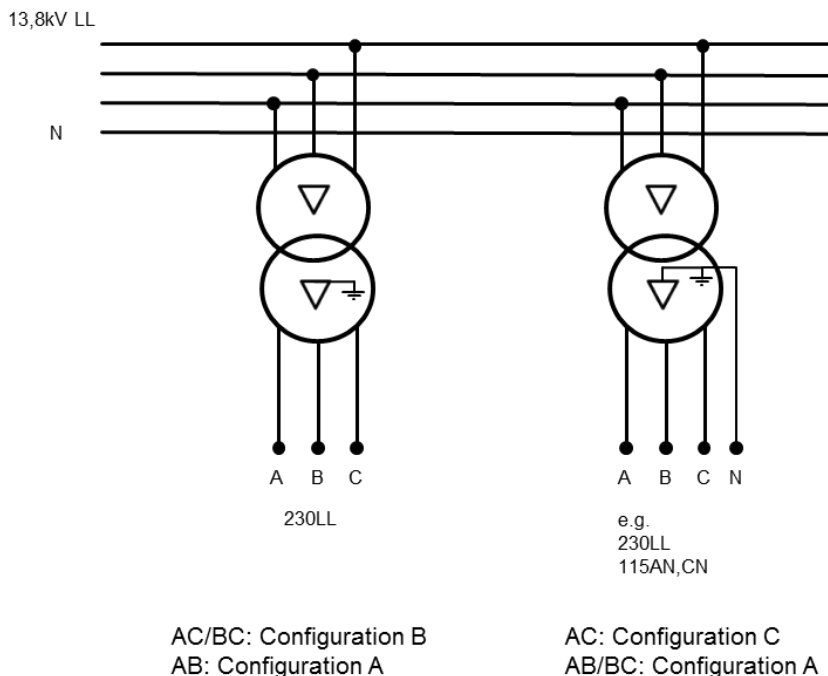 13,8kV LL
N
A B C
230LL
AC/BC: Configuration B
AB: Configuration A
A B C N
e.g.
230LL
115AN,CN
AC: Configuration C
AB/BC: Configuration A